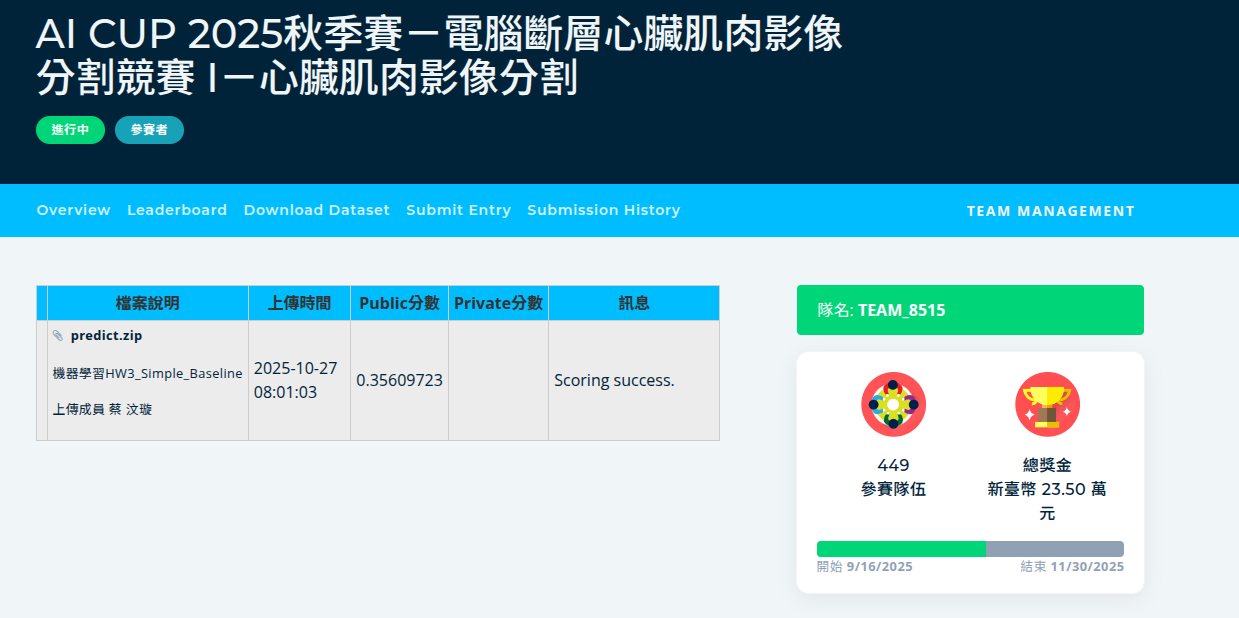 AI CUP 2025秋季賽－電腦斷層心臟肌肉影像
分割競賽 I－心臟肌肉影像分割
進行中 參賽者
Overview Leaderboard Download Dataset Submit Entry Submission History TEAM MANAGEMENT
檔案說明 上傳時間 Public分數 Private分數 訊息
predict.zip
機器學習HW3_Simple_Baseline
上傳成員 蔡 汶璇
2025-10-27
08:01:03
0.35609723
Scoring success.
隊名: TEAM_8515
449
參賽隊伍
總獎金
新臺幣 23.50 萬
元
開始 9/16/2025 結束 11/30/2025